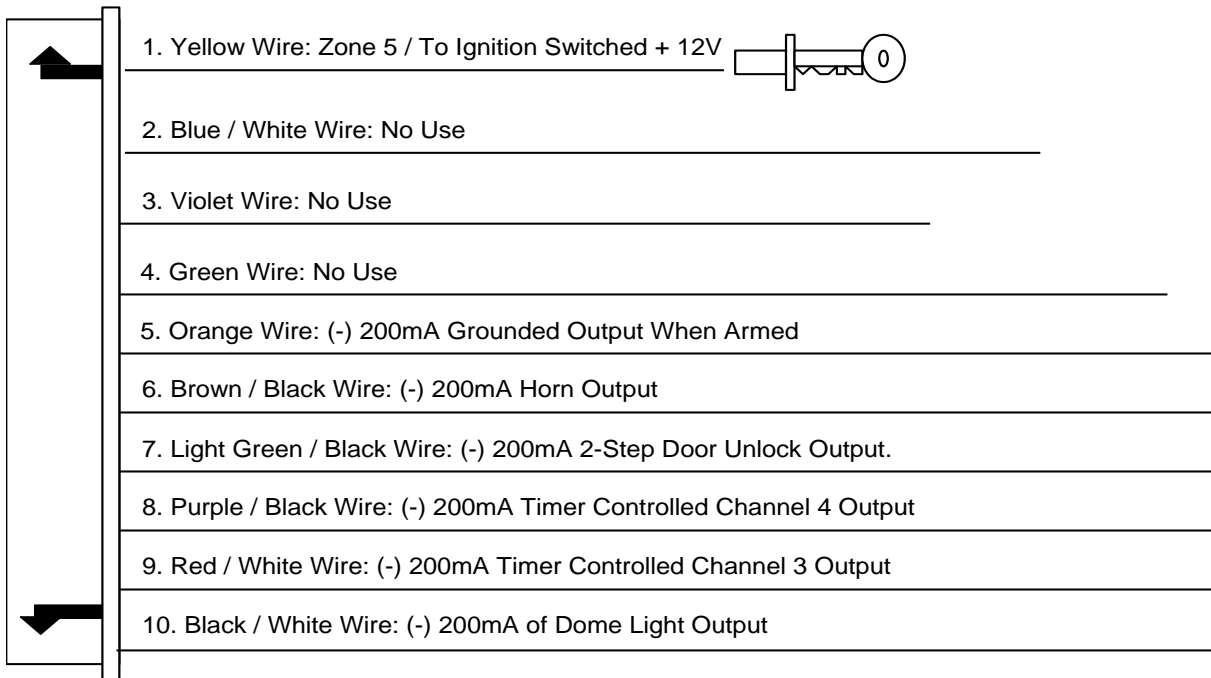 1. Yellow Wire: Zone 5 / To Ignition Switched + 12V
2. Blue / White Wire: No Use
3. Violet Wire: No Use
4. Green Wire: No Use
5. Orange Wire: (-) 200mA Grounded Output When Armed
6. Brown / Black Wire: (-) 200mA Horn Output
7. Light Green / Black Wire: (-) 200mA 2-Step Door Unlock Output.
8. Purple / Black Wire: (-) 200mA Timer Controlled Channel 4 Output
9. Red / White Wire: (-) 200mA Timer Controlled Channel 3 Output
10. Black / White Wire: (-) 200mA of Dome Light Output